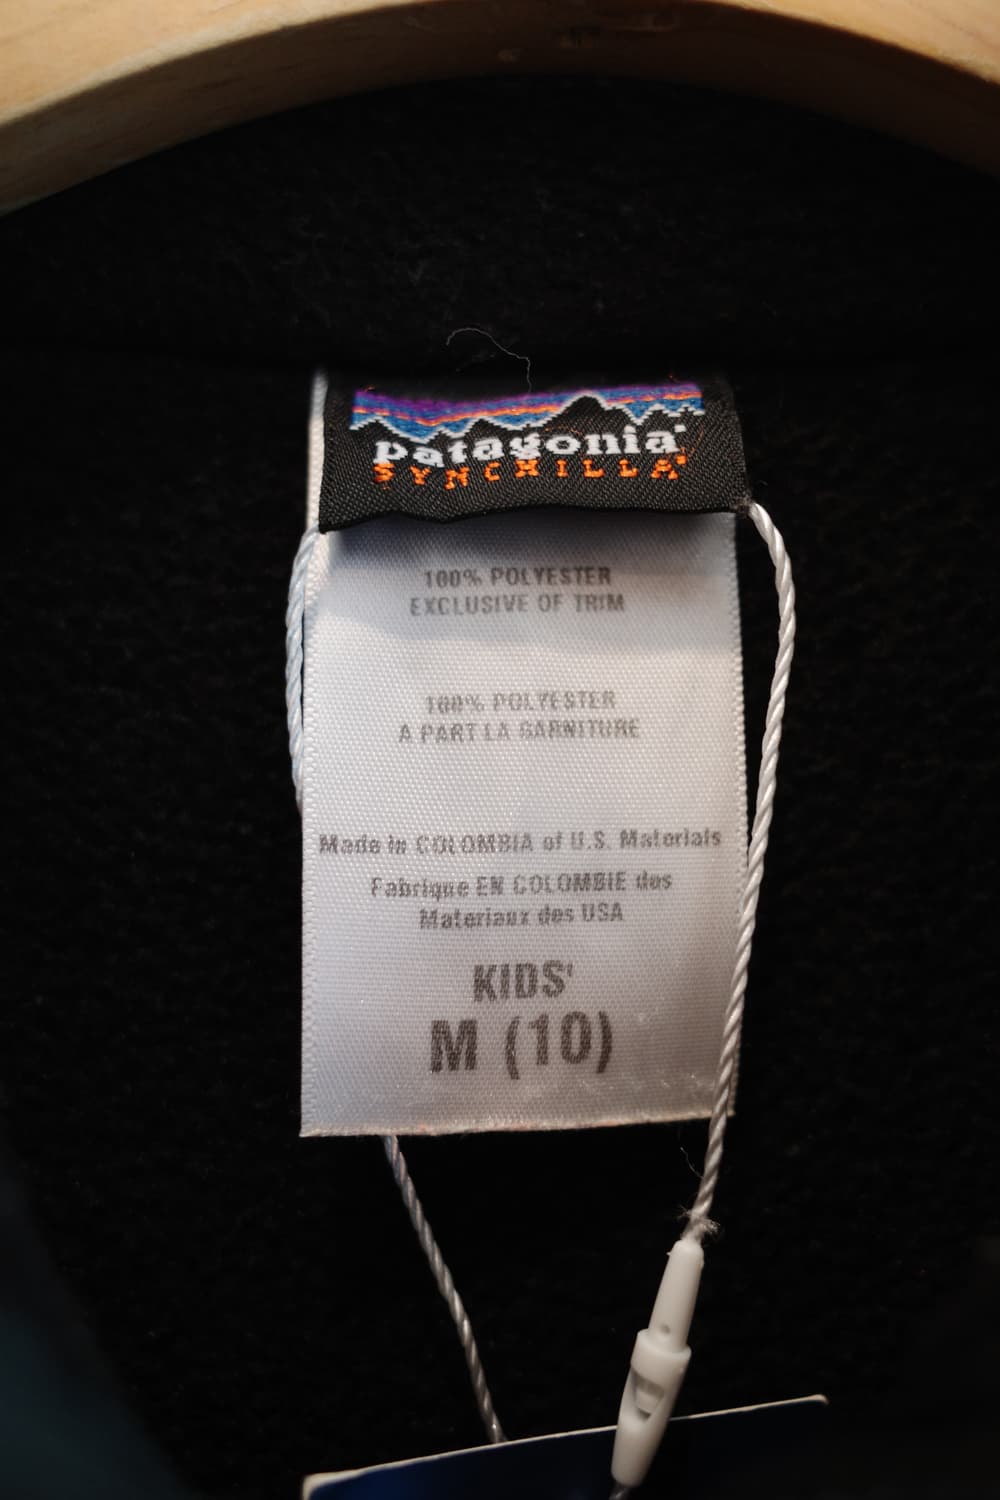 patagonia
SYNCHILLA
100% POLYESTER
EXCLUSIVE OF TRIM
100% POLYESTER
A PART LA GARNITURE
Made in COLOMBIA of U.S. Materials
Fabrique EN COLOMBIE des
Materiaux des USA
KIDS'
M (10)